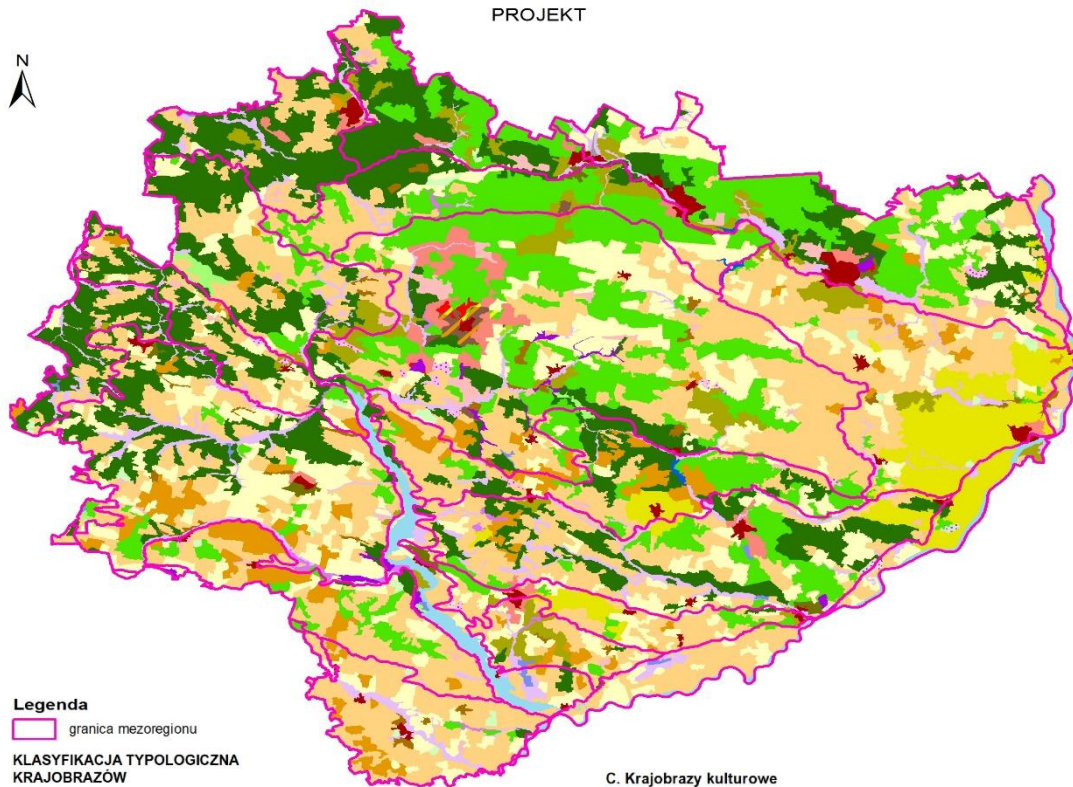 PROJEKT
N
Legenda
granica mezoregionu
KLASYFIKACJA TYPOLOGICZNA
KRAJOBRAZÓW
C. Krajobrazy kulturowe